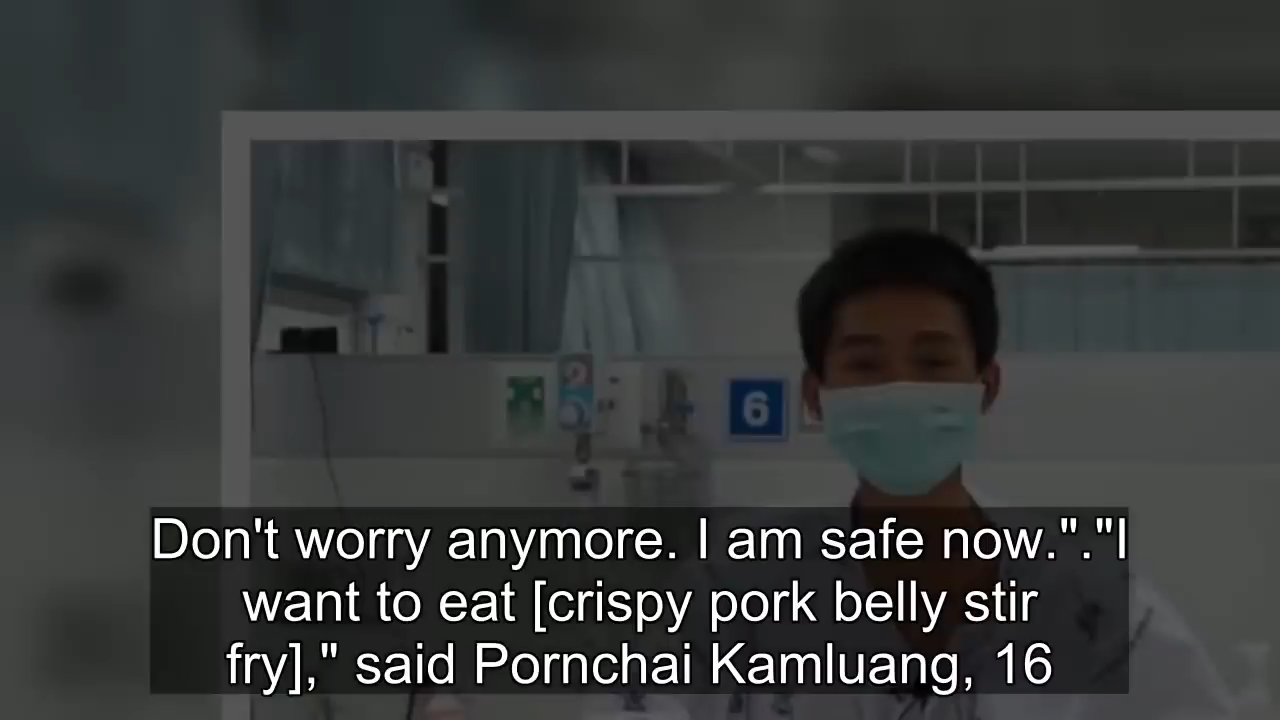 6
Don't worry anymore. I am safe now."."I
want to eat [crispy pork belly stir
fry]," said Pornchai Kamluang, 16